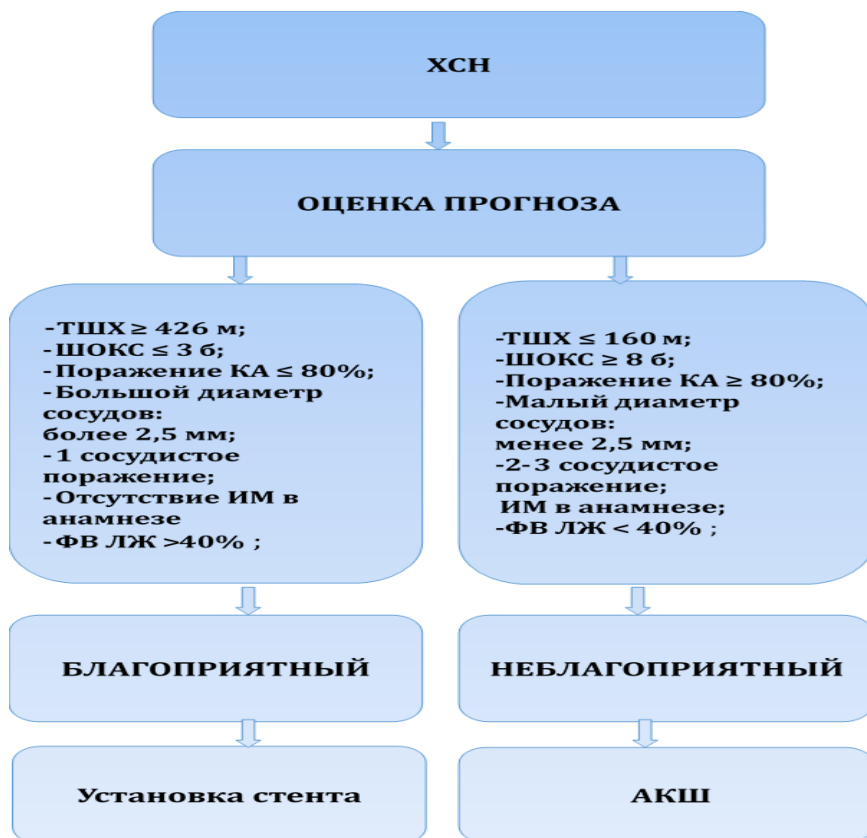 ХСН
ОЦЕНКА ПРОГНОЗА
-ТШХ ≥ 426 м;
-ШОКС ≤ 3 б;
-Поражение КА ≤ 80%;
-Большой диаметр
сосудов:
более 2,5 мм;
-1 сосудистое
поражение;
-Отсутствие ИМ в
анамнезе
-ФВ ЛЖ >40% ;
-ТШХ ≤ 160 м;
-ШОКС ≥ 8 б;
-Поражение КА ≥ 80%;
-Малый диаметр
сосудов:
менее 2,5 мм;
-2-3 сосудистое
поражение;
ИМ в анамнезе;
-ФВ ЛЖ < 40% ;
БЛАГОПРИЯТНЫЙ
НЕБЛАГОПРИЯТНЫЙ
Установка стента
АКШ